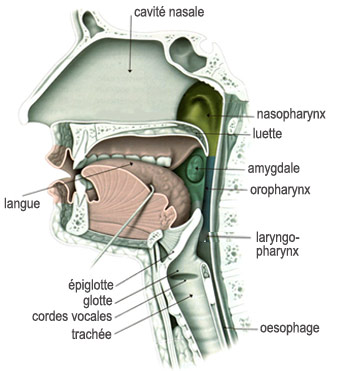 cavité nasale
nasopharynx
luette
amygdale
oropharynx
langue
laryngo-
pharynx
épiglotte
glotte
cordes vocales
trachée
oesophage